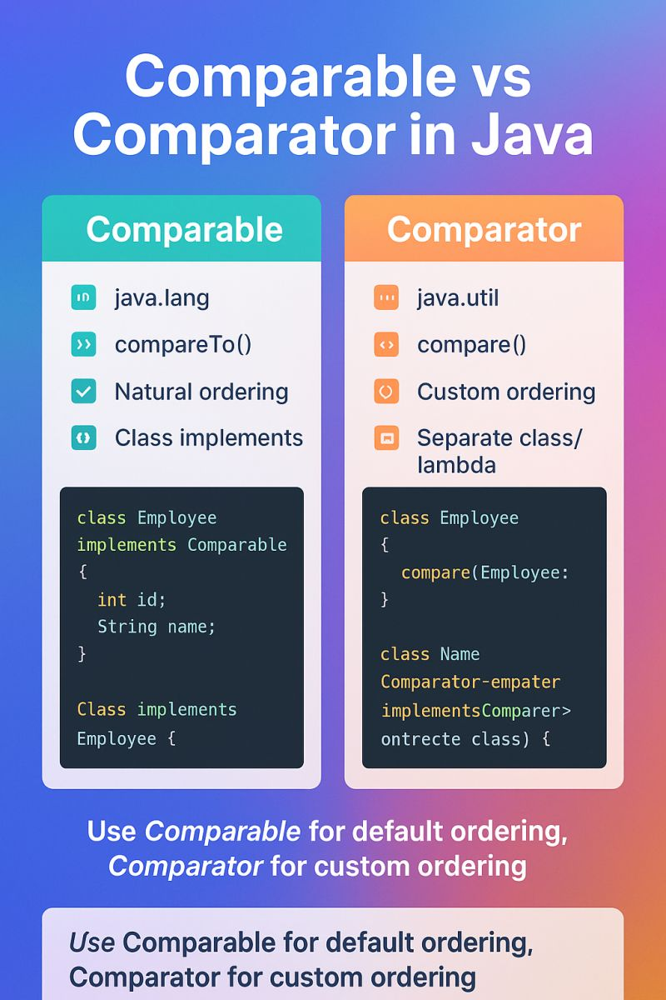 Comparable vs
Comparator in Java
Comparable
java.lang
compareTo()
Natural ordering
Class implements
class Employee
implements Comparable
{
int id;
String name;
}
Class implements
Employee {
Comparator
java.util
compare()
Custom ordering
Separate class/
lambda
class Employee
{
compare(Employee:
}
class Name
Comparator-empater
implementsComparer>
ontrecte class) {
Use Comparable for default ordering,
Comparator for custom ordering
Use Comparable for default ordering,
Comparator for custom ordering